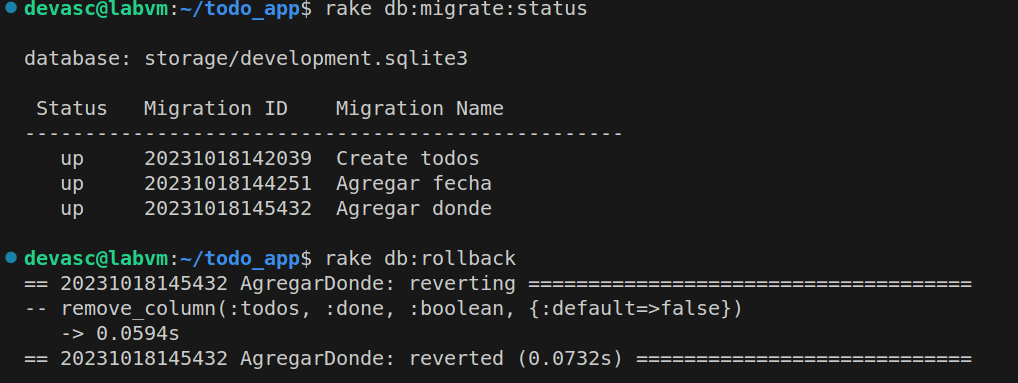 devasc@labvm:~/todo_app$ rake db:migrate:status
database: storage/development.sqlite3
Status   Migration ID    Migration Name
--------------------------------------------------
up     20231018142039  Create todos
up     20231018144251  Agregar fecha
up     20231018145432  Agregar donde
devasc@labvm:~/todo_app$ rake db:rollback
== 20231018145432 AgregarDonde: reverting =====================================
-- remove_column(:todos, :done, :boolean, {:default=>false})
-> 0.0594s
== 20231018145432 AgregarDonde: reverted (0.0732s) ============================